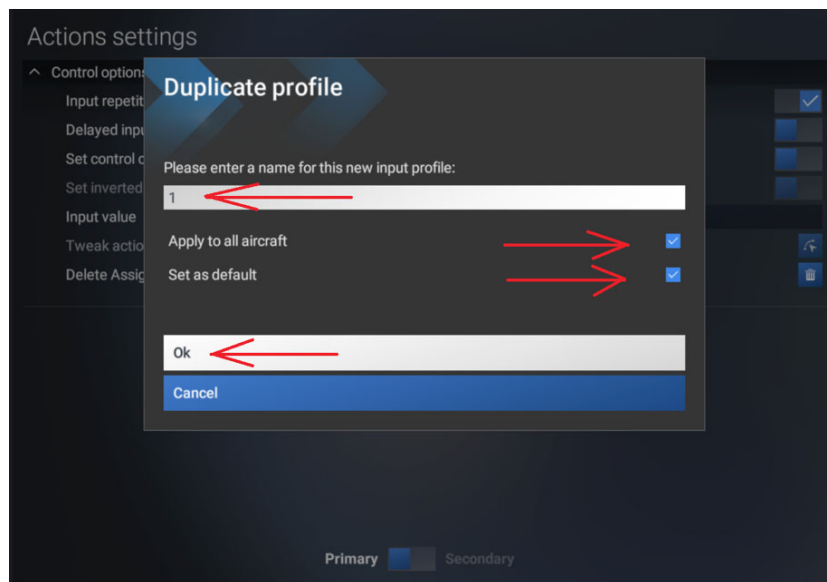 Actions settings
Control options
Duplicate profile
Input repetit
Delayed inpu
Set control o
Please enter a name for this new input profile:
Set inverted
1
Input value
Tweak actio
Apply to all aircraft
Delete Assig
Set as default
Ok
Cancel
Primary
Secondary